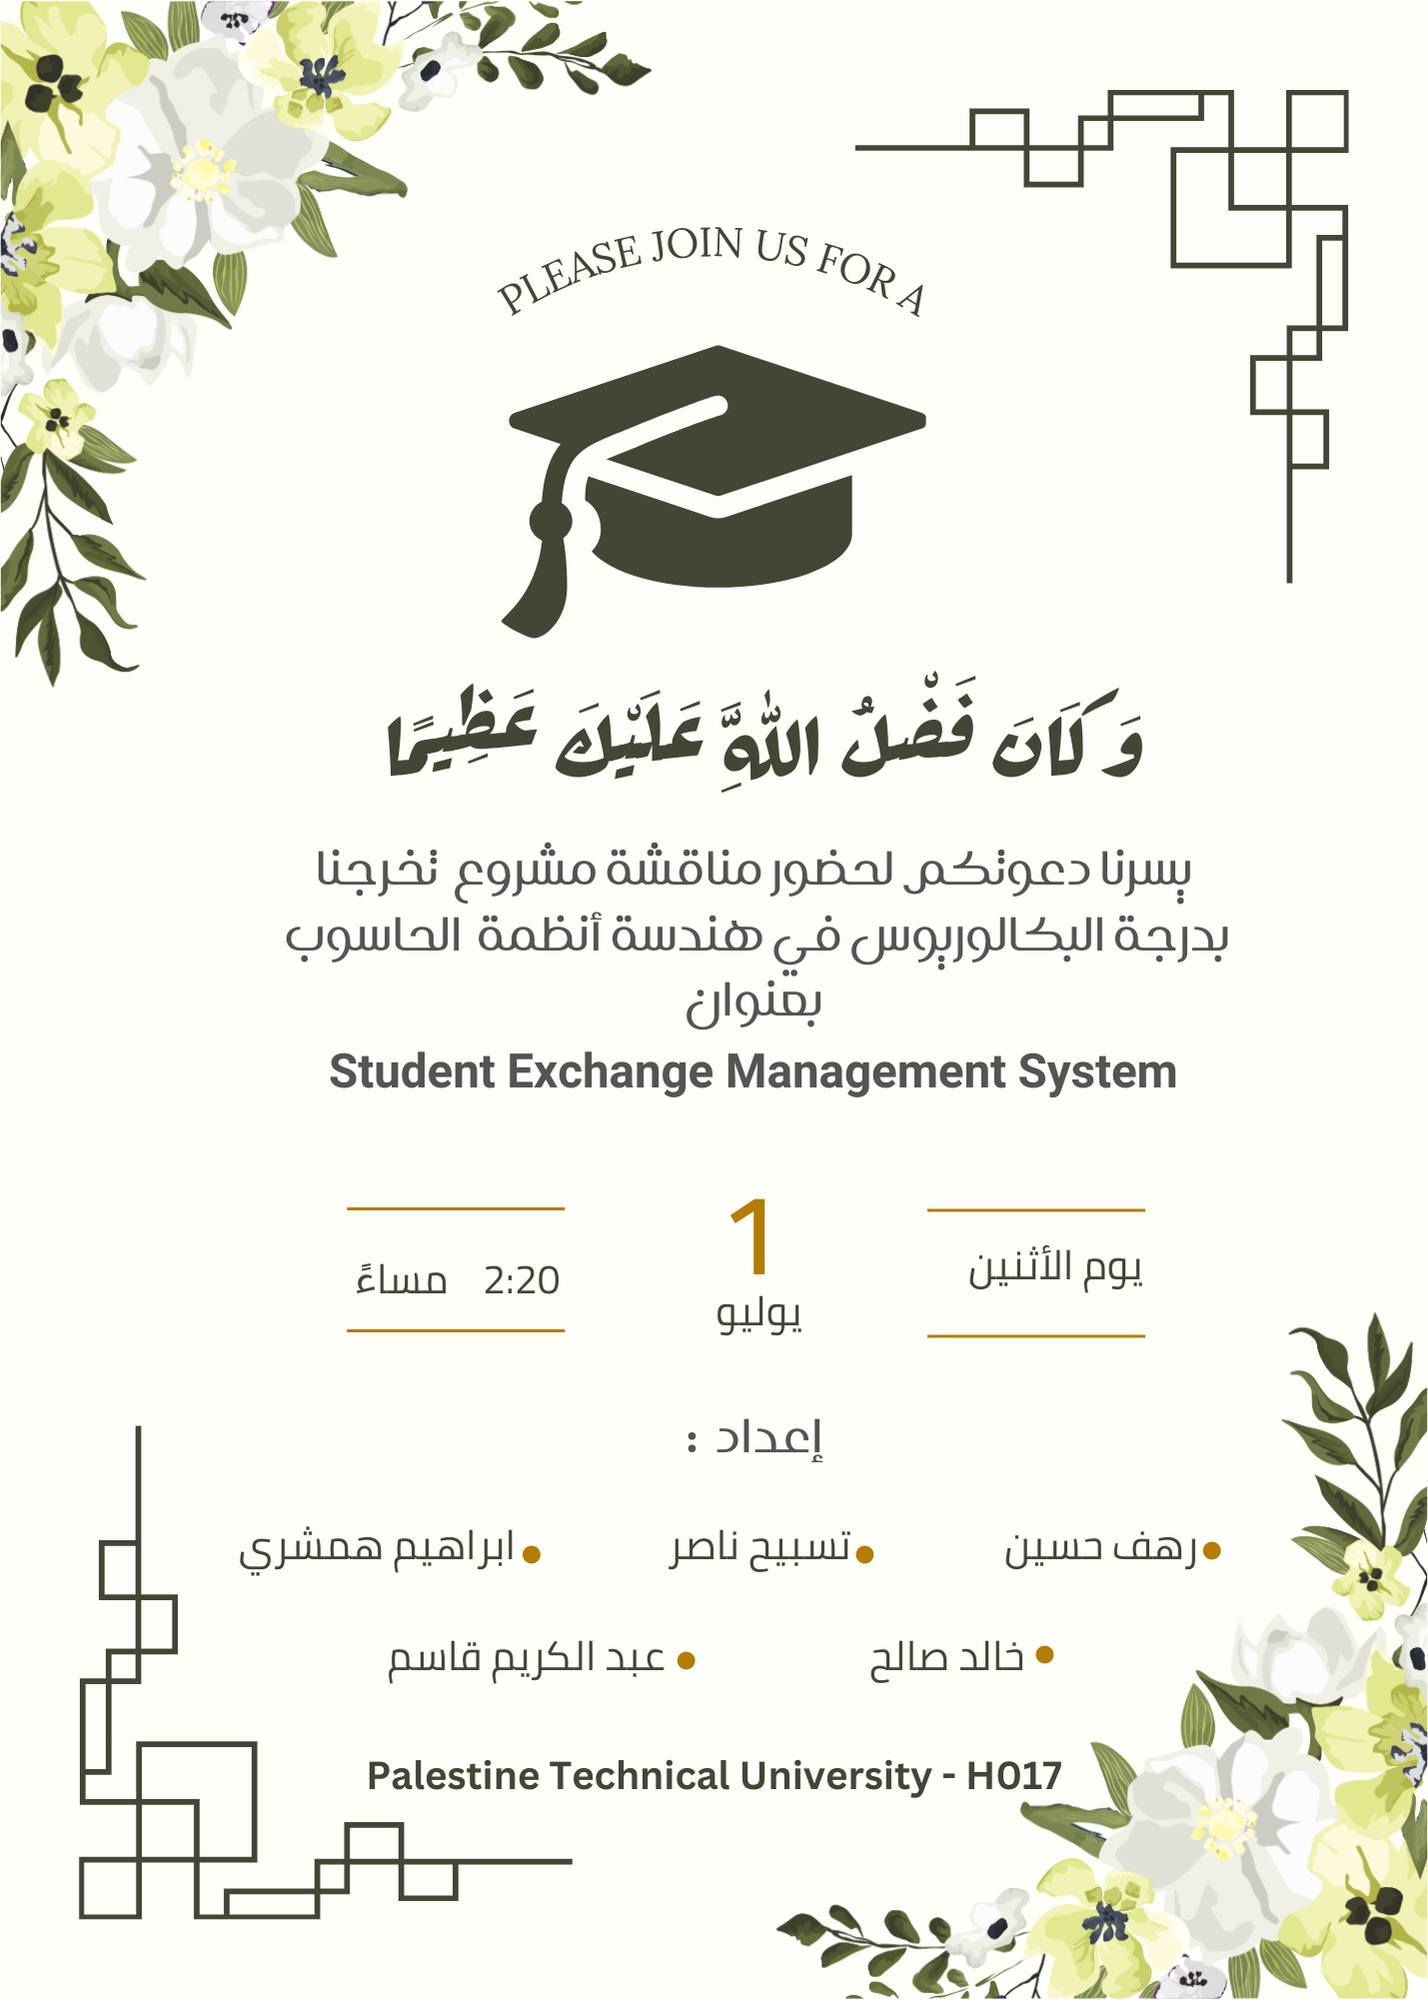 PLEASE JOIN US FOR A
وَكَانَ فَضْلُ اللَّهِ عَلَيْكَ عَظِيمًا
يسرنا دعوتكم لحضور مناقشة مشروع تخرجنا
بدرجة البكالوريوس في هندسة أنظمة الحاسوب
بعنوان
Student Exchange Management System
يوم الأثنين
1
يوليو
2:20 مساءً
إعداد :
رهف حسين
تسبيح ناصر
ابراهيم همشري
خالد صالح
عبد الكريم قاسم
Palestine Technical University - H017